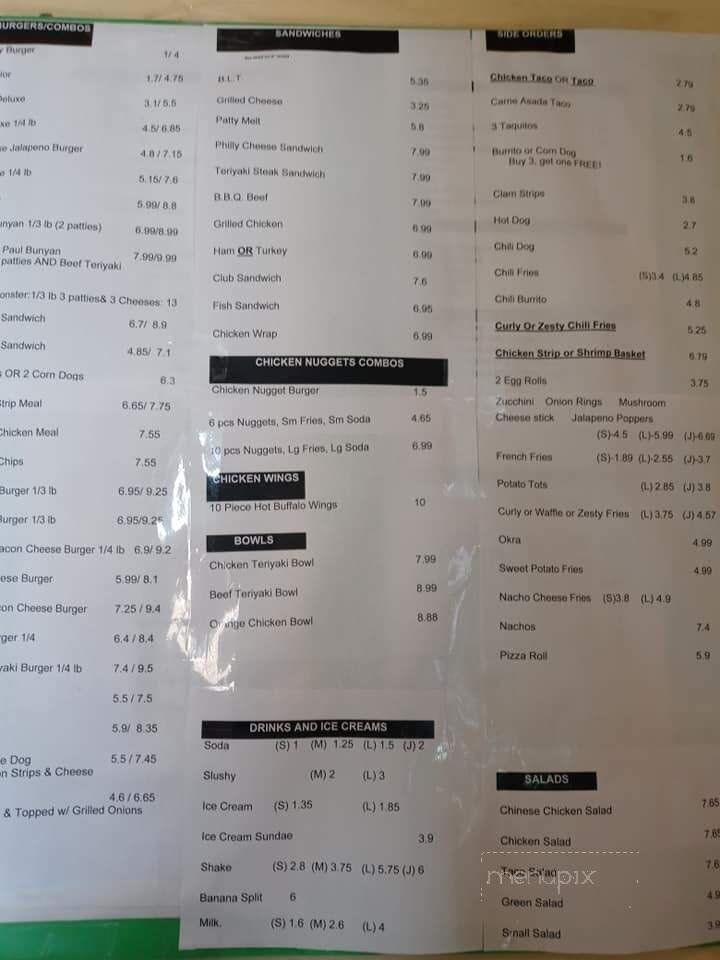 BURGERS/COMBOS
Burger 1/ 4
1.7/ 4.75
3.1/ 5.5
1/4 lb 4.5/ 6.85
Jalapeno Burger 4.8 / 7.15
1/4 lb 5.15/ 7.6
5.99/ 8.8
1/3 lb (2 patties) 6.99/8.99
Paul Bunyan 7.99/9.99
patties AND Beef Teriyaki
1/3 lb 3 patties& 3 Cheeses: 13
Sandwich 6.7/ 8.9
Sandwich 4.85/ 7.1
OR 2 Corn Dogs 6.3
Meal 6.65/ 7.75
Chicken Meal 7.55
Chips 7.55
Burger 1/3 lb 6.95/ 9.25
Burger 1/3 lb 6.95/9.25
Cheese Burger 1/4 lb 6.9/ 9.2
Burger 5.99/ 8.1
Cheese Burger 7.25 / 9.4
1/4 6.4 / 8.4
Burger 1/4 lb 7.4 / 9.5
5.5 / 7.5
5.9/ 8.35
Dog 5.5 / 7.45
Strips & Cheese
4.6 / 6.65
& Topped w/ Grilled Onions
SANDWICHES
B.L.T 5.35
Grilled Cheese 3.25
Patty Melt 5.8
Philly Cheese Sandwich 7.99
Teriyaki Steak Sandwich 7.99
B.B.Q. Beef 7.99
Grilled Chicken 6.99
Ham OR Turkey 6.99
Club Sandwich 7.6
Fish Sandwich 6.95
Chicken Wrap 6.99
CHICKEN NUGGETS COMBOS
Chicken Nugget Burger 1.5
6 pcs Nuggets, Sm Fries, Sm Soda 4.65
10 pcs Nuggets, Lg Fries, Lg Soda 6.99
CHICKEN WINGS
10 Piece Hot Buffalo Wings 10
BOWLS
Chicken Teriyaki Bowl 7.99
Beef Teriyaki Bowl 8.99
Orange Chicken Bowl 8.88
DRINKS AND ICE CREAMS
Soda (S) 1 (M) 1.25 (L) 1.5 (J) 2
Slushy (M) 2 (L) 3
Ice Cream (S) 1.35 (L) 1.85
Ice Cream Sundae 3.9
Shake (S) 2.8 (M) 3.75 (L) 5.75 (J) 6
Banana Split 6
Milk. (S) 1.6 (M) 2.6 (L) 4
SIDE ORDERS
Chicken Taco OR Taco 2.79
Carne Asada Taco 2.79
3 Taquitos 4.5
Burrito or Corn Dog 1.6
Buy 3, get one FREE!
Clam Strips 3.8
Hot Dog 2.7
Chili Dog 5.2
Chili Fries (S)3.4 (L)4.85
Chili Burrito 4.8
Curly Or Zesty Chili Fries 5.25
Chicken Strip or Shrimp Basket 6.79
2 Egg Rolls 3.75
Zucchini Onion Rings Mushroom
Cheese stick Jalapeno Poppers
(S)-4.5 (L)-5.99 (J)-6.69
French Fries (S)-1.89 (L)-2.55 (J)-3.7
Potato Tots (L) 2.85 (J) 3.8
Curly or Waffle or Zesty Fries (L) 3.75 (J) 4.57
Okra 4.99
Sweet Potato Fries 4.99
Nacho Cheese Fries (S)3.8 (L) 4.9
Nachos 7.4
Pizza Roll 5.9
SALADS
Chinese Chicken Salad 7.65
Chicken Salad 7.65
Taco Salad 7.6
Green Salad 4.9
Small Salad 3.9
menupix